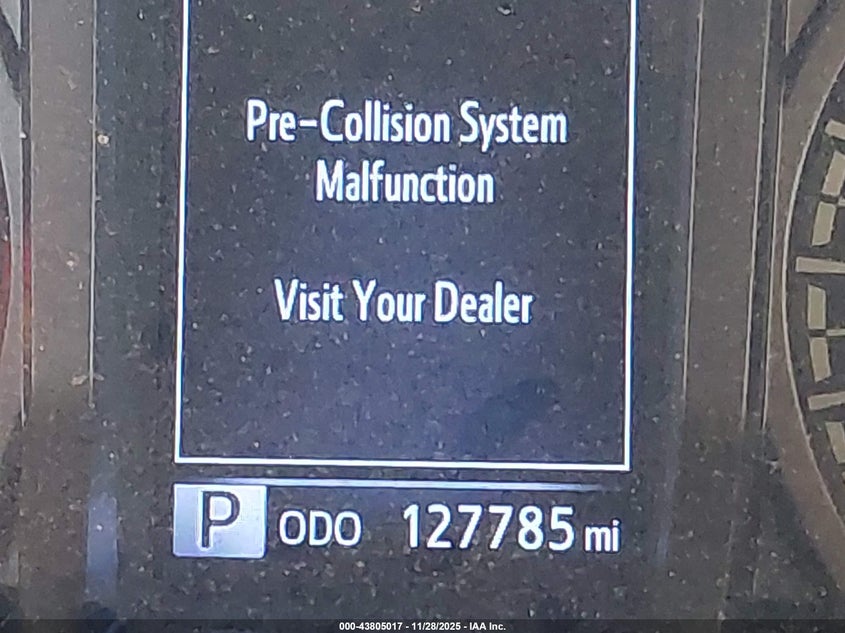 Pre-Collision System
Malfunction
Visit Your Dealer
P ODO 127785 mi
000-43805017 - 11/28/2025 - IAA Inc.